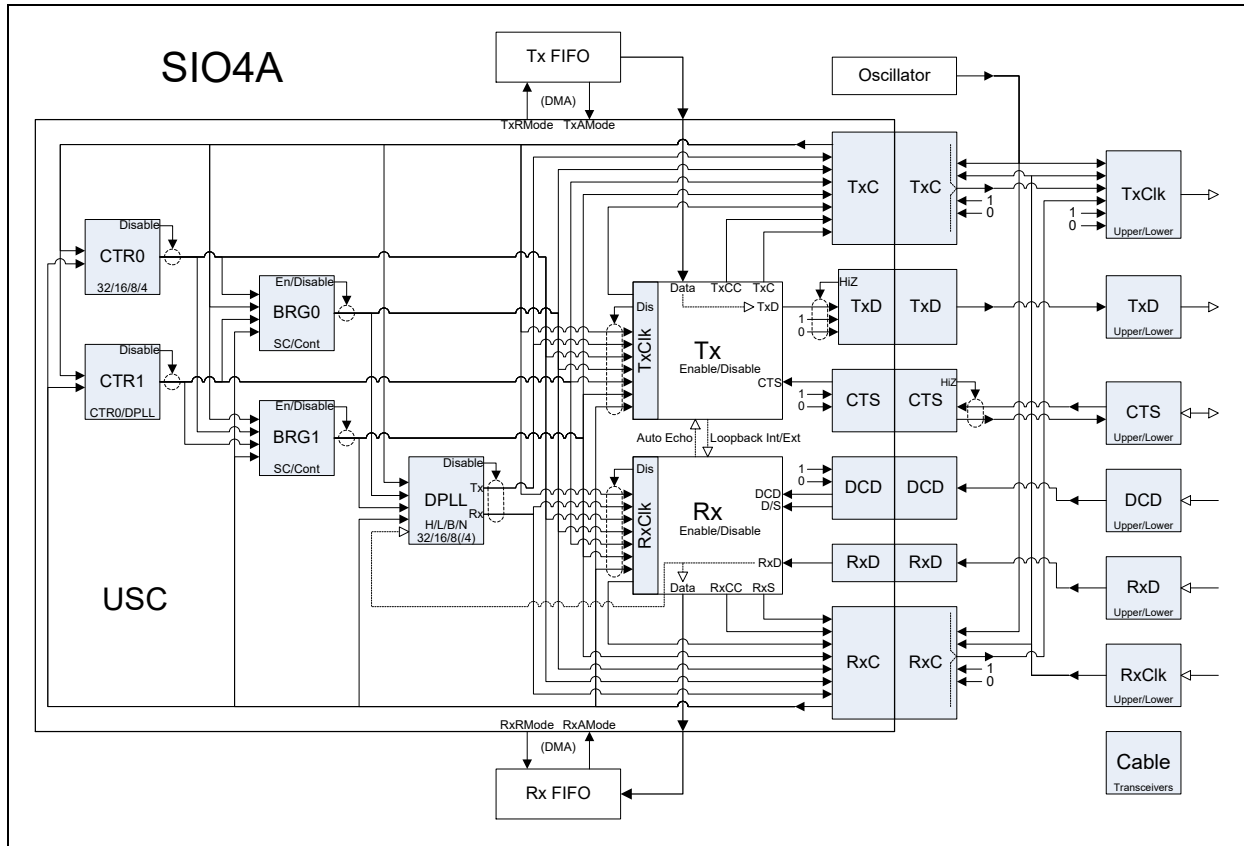 SIO4A
Tx FIFO
Oscillator
(DMA)
TxRMode TxAMode
TxC TxC
1
0
TxClk
Upper/Lower
1
0
Disable
CTR0
32/16/8/4
En/Disable
BRG0
SC/Cont
Disable
CTR1
CTR0/DPLL
En/Disable
BRG1
SC/Cont
Disable
DPLL
Tx
Rx
H/L/B/N
32/16/8(/4)
Dis
TxClk
Data TxCC TxC
TxD
Tx
Enable/Disable
CTS
HiZ
1
0
TxD TxD
TxD
Upper/Lower
1
0
CTS CTS
HiZ
CTS
Upper/Lower
Auto Echo
Loopback Int/Ext
Dis
RxClk
Rx
Enable/Disable
DCD
D/S
RxD
Data RxCC RxS
1
0
DCD DCD
DCD
Upper/Lower
RxD RxD
RxD
Upper/Lower
RxC RxC
1
0
RxClk
Upper/Lower
USC
RxRMode RxAMode
(DMA)
Rx FIFO
Cable
Transceivers